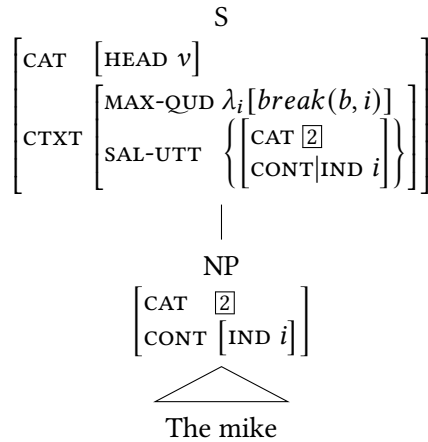 S
CAT [HEAD v]
CTXT [MAX-QUD λi[break(b, i)]
SAL-UTT {[CAT 2
CONT|IND i]}]
NP
[CAT 2
CONT [IND i]]
The mike